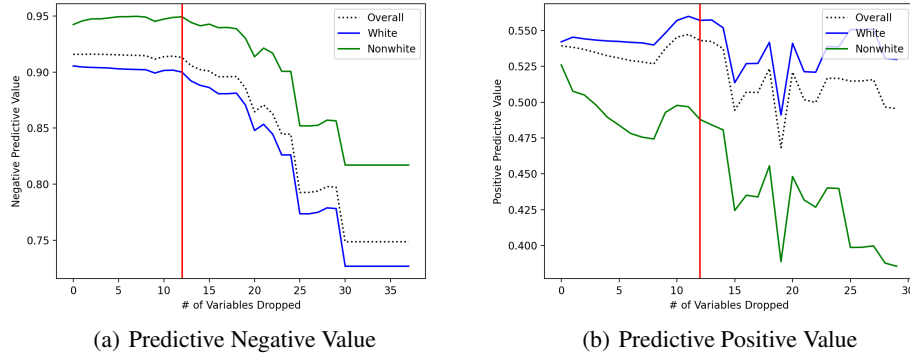 0.95
0.90
0.85
0.80
0.75
Negative Predictive Value
0 5 10 15 20 25 30 35
# of Variables Dropped
Overall
White
Nonwhite
(a) Predictive Negative Value
0.550
0.525
0.500
0.475
0.450
0.425
0.400
Positive Predictive Value
0 5 10 15 20 25 30
# of Variables Dropped
Overall
White
Nonwhite
(b) Predictive Positive Value